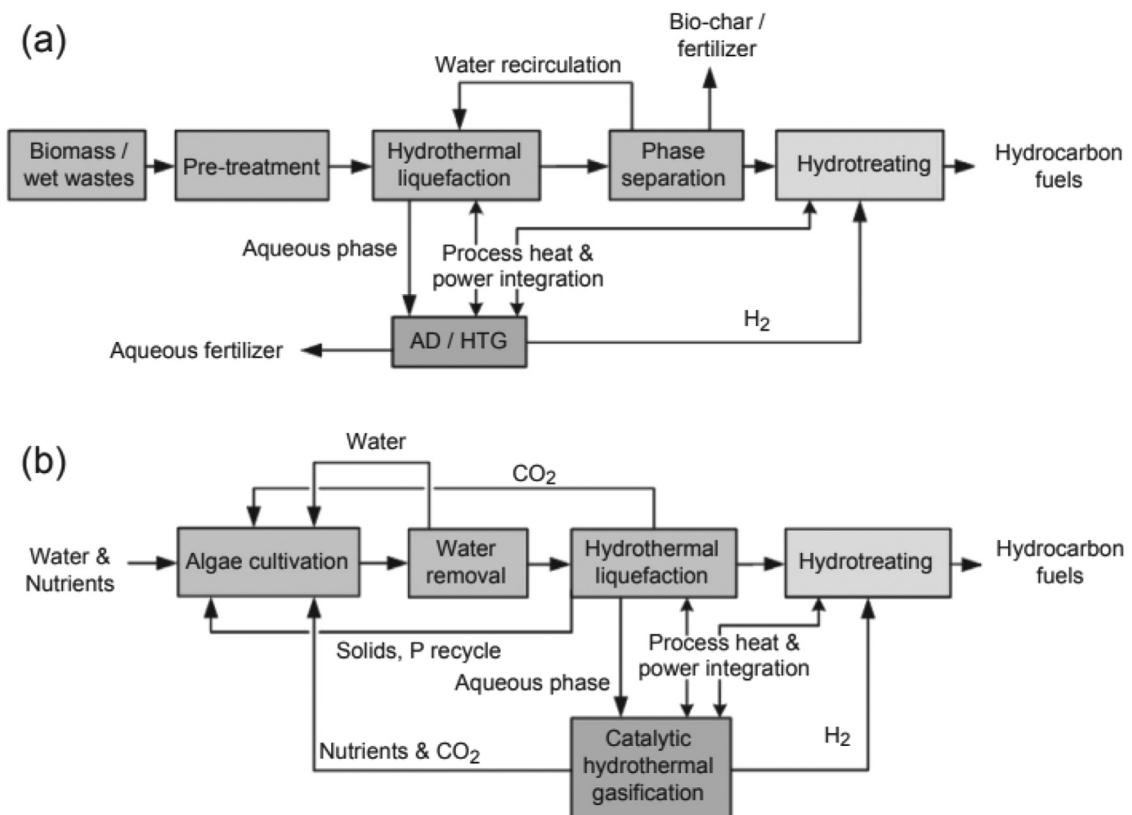 (a)
Bio-char /
fertilizer
Water recirculation
Biomass /
wet wastes
Pre-treatment
Hydrothermal
liquefaction
Phase
separation
Hydrotreating
Hydrocarbon
fuels
Aqueous phase
Process heat &
power integration
H2
AD / HTG
Aqueous fertilizer
(b)
Water
CO2
Water &
Nutrients
Algae cultivation
Water
removal
Hydrothermal
liquefaction
Hydrotreating
Hydrocarbon
fuels
Solids, P recycle
Process heat &
power integration
Aqueous phase
Nutrients & CO2
Catalytic
hydrothermal
gasification
H2